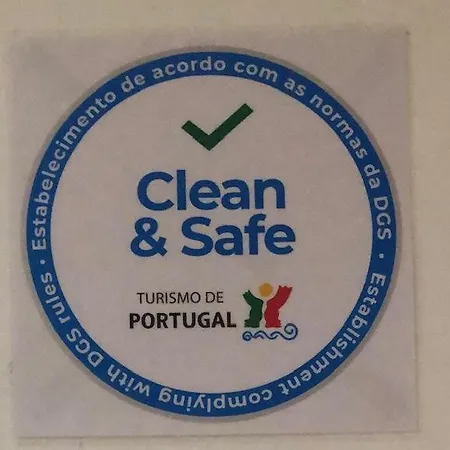 Estabelecimento de acordo com as normas da DGS •
Establishment complying with DGS rules •
Clean
& Safe
TURISMO DE
PORTUGAL